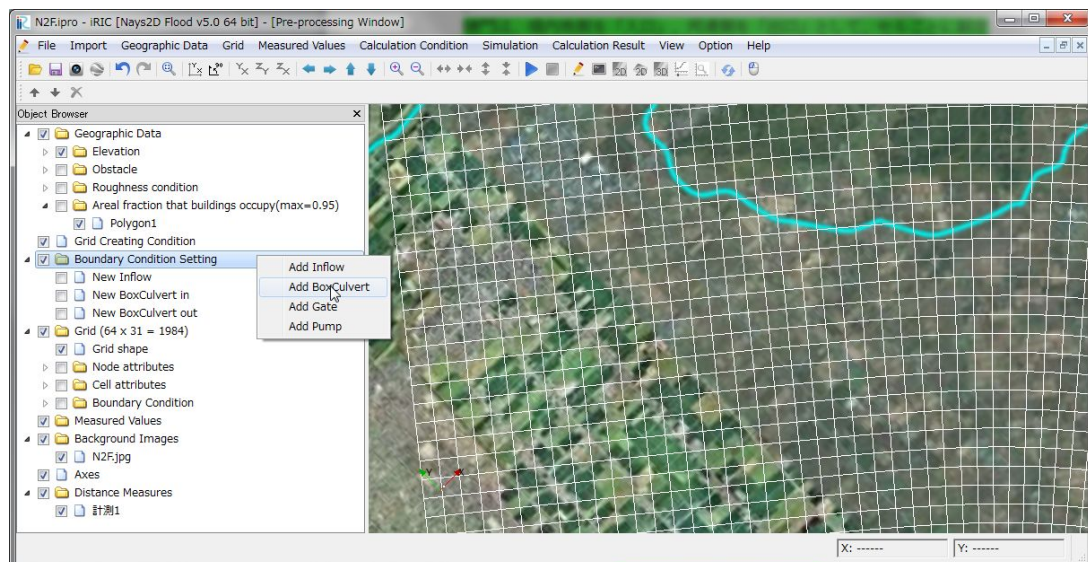 N2F.ipro - iRIC [Nays2D Flood v5.0 64 bit] - [Pre-processing Window]
File Import Geographic Data Grid Measured Values Calculation Condition Simulation Calculation Result View Option Help
Object Browser
Geographic Data
Elevation
Obstacle
Roughness condition
Areal fraction that buildings occupy(max=0.95)
Polygon1
Grid Creating Condition
Boundary Condition Setting
New Inflow
New BoxCulvert in
New BoxCulvert out
Grid (64 x 31 = 1984)
Grid shape
Node attributes
Cell attributes
Boundary Condition
Measured Values
Background Images
N2F.jpg
Axes
Distance Measures
計測1
Add Inflow
Add BoxCulvert
Add Gate
Add Pump
Y X
X: ------ Y: ------